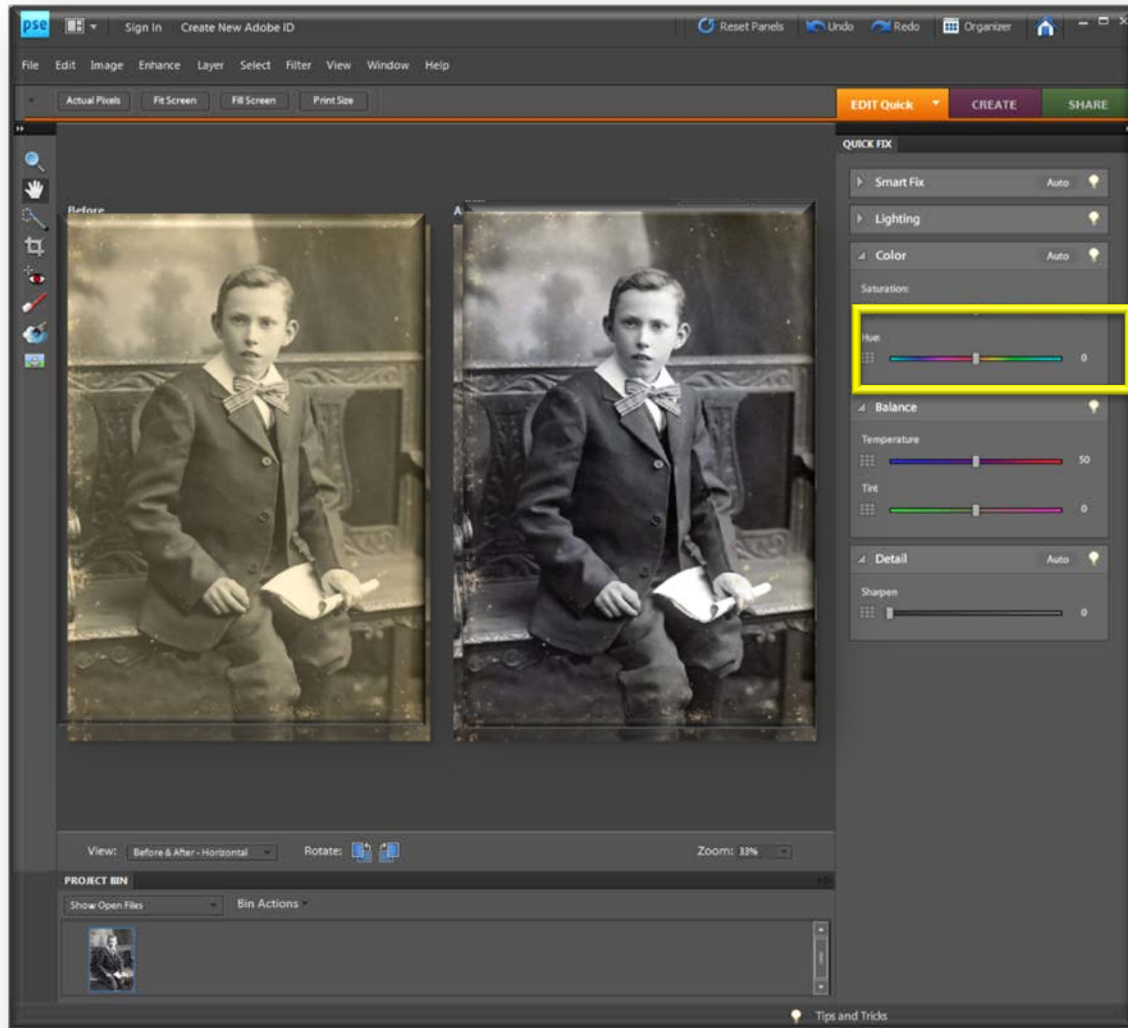 pse Sign In Create New Adobe ID Reset Panels Undo Redo Organizer
File Edit Image Enhance Layer Select Filter View Window Help
Actual Pixels Fit Screen Fill Screen Print Size
EDIT Quick CREATE SHARE
QUICK FIX
Smart Fix Auto
Lighting
Color Auto
Saturation:
Hue:
0
Balance
Temperature
50
Tint
0
Detail Auto
Sharpen
0
Before
View: Before & After - Horizontal Rotate: Zoom: 33%
PROJECT BIN
Show Open Files Bin Actions
Tips and Tricks